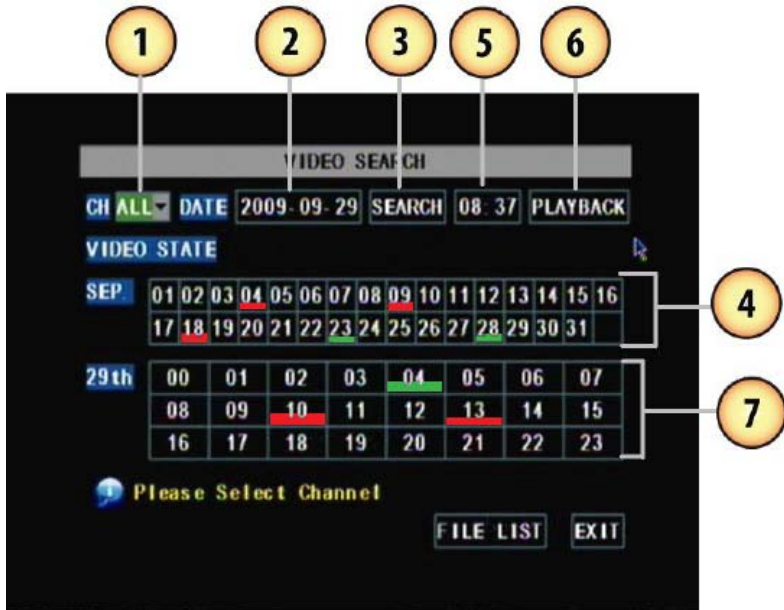 1 2 3 5 6
VIDEO SEARCH
CH ALL DATE 2009-09-29 SEARCH 08:37 PLAYBACK
VIDEO STATE
SEP. 01 02 03 04 05 06 07 08 09 10 11 12 13 14 15 16
17 18 19 20 21 22 23 24 25 26 27 28 29 30 31
4
29th 00 01 02 03 04 05 06 07
08 09 10 11 12 13 14 15
16 17 18 19 20 21 22 23
7
Please Select Channel
FILE LIST EXIT